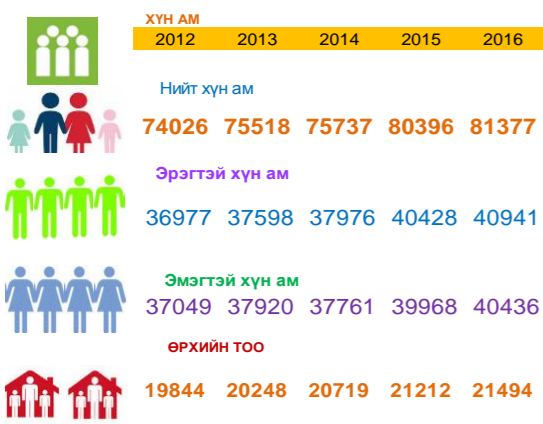 ХҮН АМ
2012 2013 2014 2015 2016
Нийт хүн ам
74026 75518 75737 80396 81377
Эрэгтэй хүн ам
36977 37598 37976 40428 40941
Эмэгтэй хүн ам
37049 37920 37761 39968 40436
ӨРХИЙН ТОО
19844 20248 20719 21212 21494